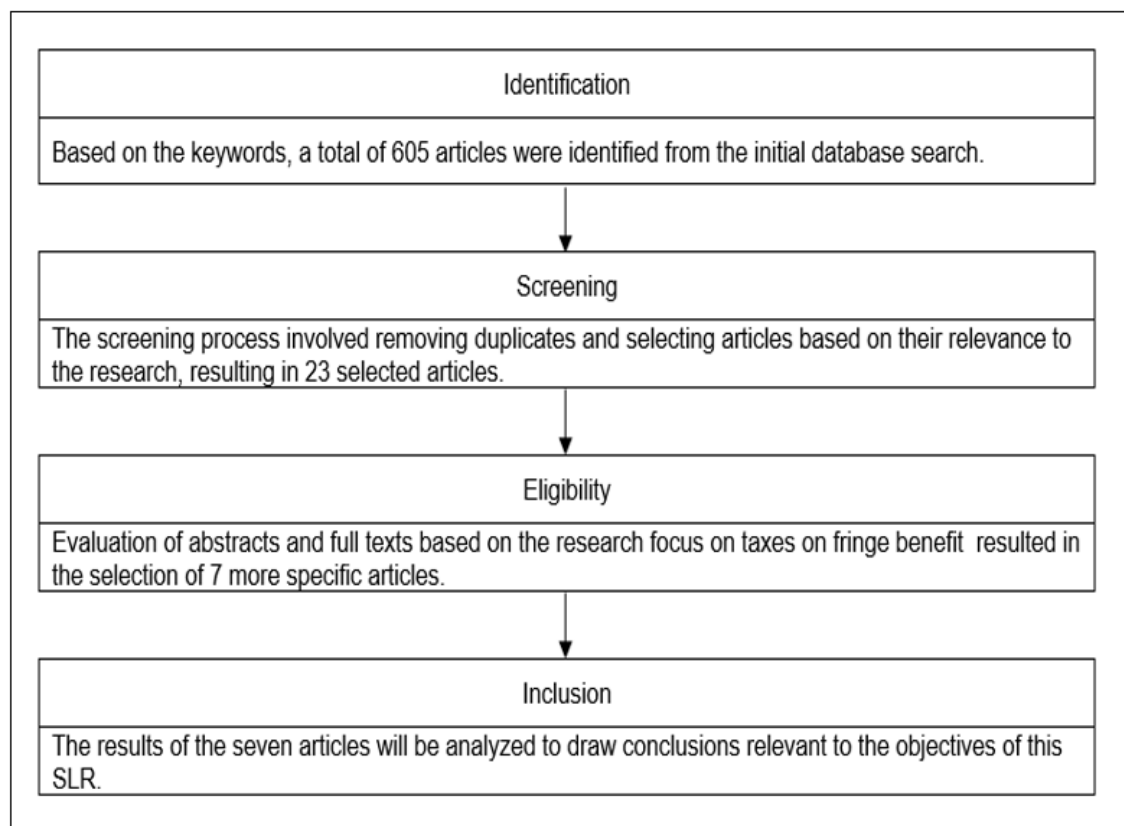 Identification
Based on the keywords, a total of 605 articles were identified from the initial database search.
Screening
The screening process involved removing duplicates and selecting articles based on their relevance to
the research, resulting in 23 selected articles.
Eligibility
Evaluation of abstracts and full texts based on the research focus on taxes on fringe benefit  resulted in
the selection of 7 more specific articles.
Inclusion
The results of the seven articles will be analyzed to draw conclusions relevant to the objectives of this
SLR.